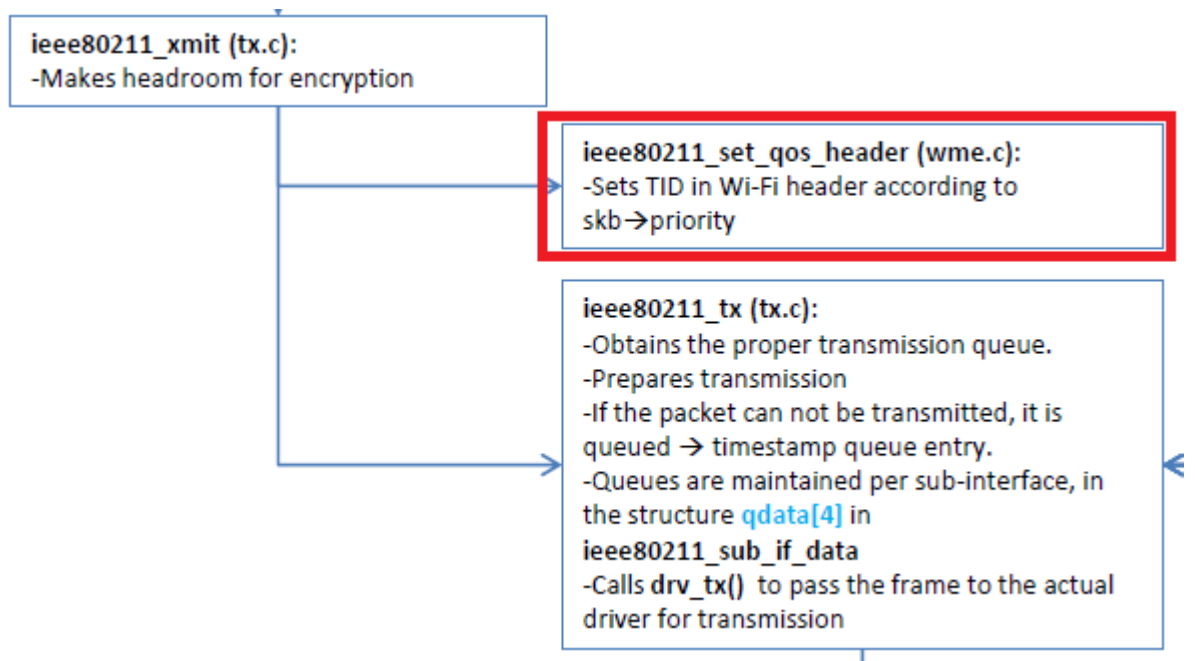 ieee80211_xmit (tx.c):
-Makes headroom for encryption
ieee80211_set_qos_header (wme.c):
-Sets TID in Wi-Fi header according to
skb→priority
ieee80211_tx (tx.c):
-Obtains the proper transmission queue.
-Prepares transmission
-If the packet can not be transmitted, it is
queued → timestamp queue entry.
-Queues are maintained per sub-interface, in
the structure qdata[4] in
ieee80211_sub_if_data
-Calls drv_tx()  to pass the frame to the actual
driver for transmission